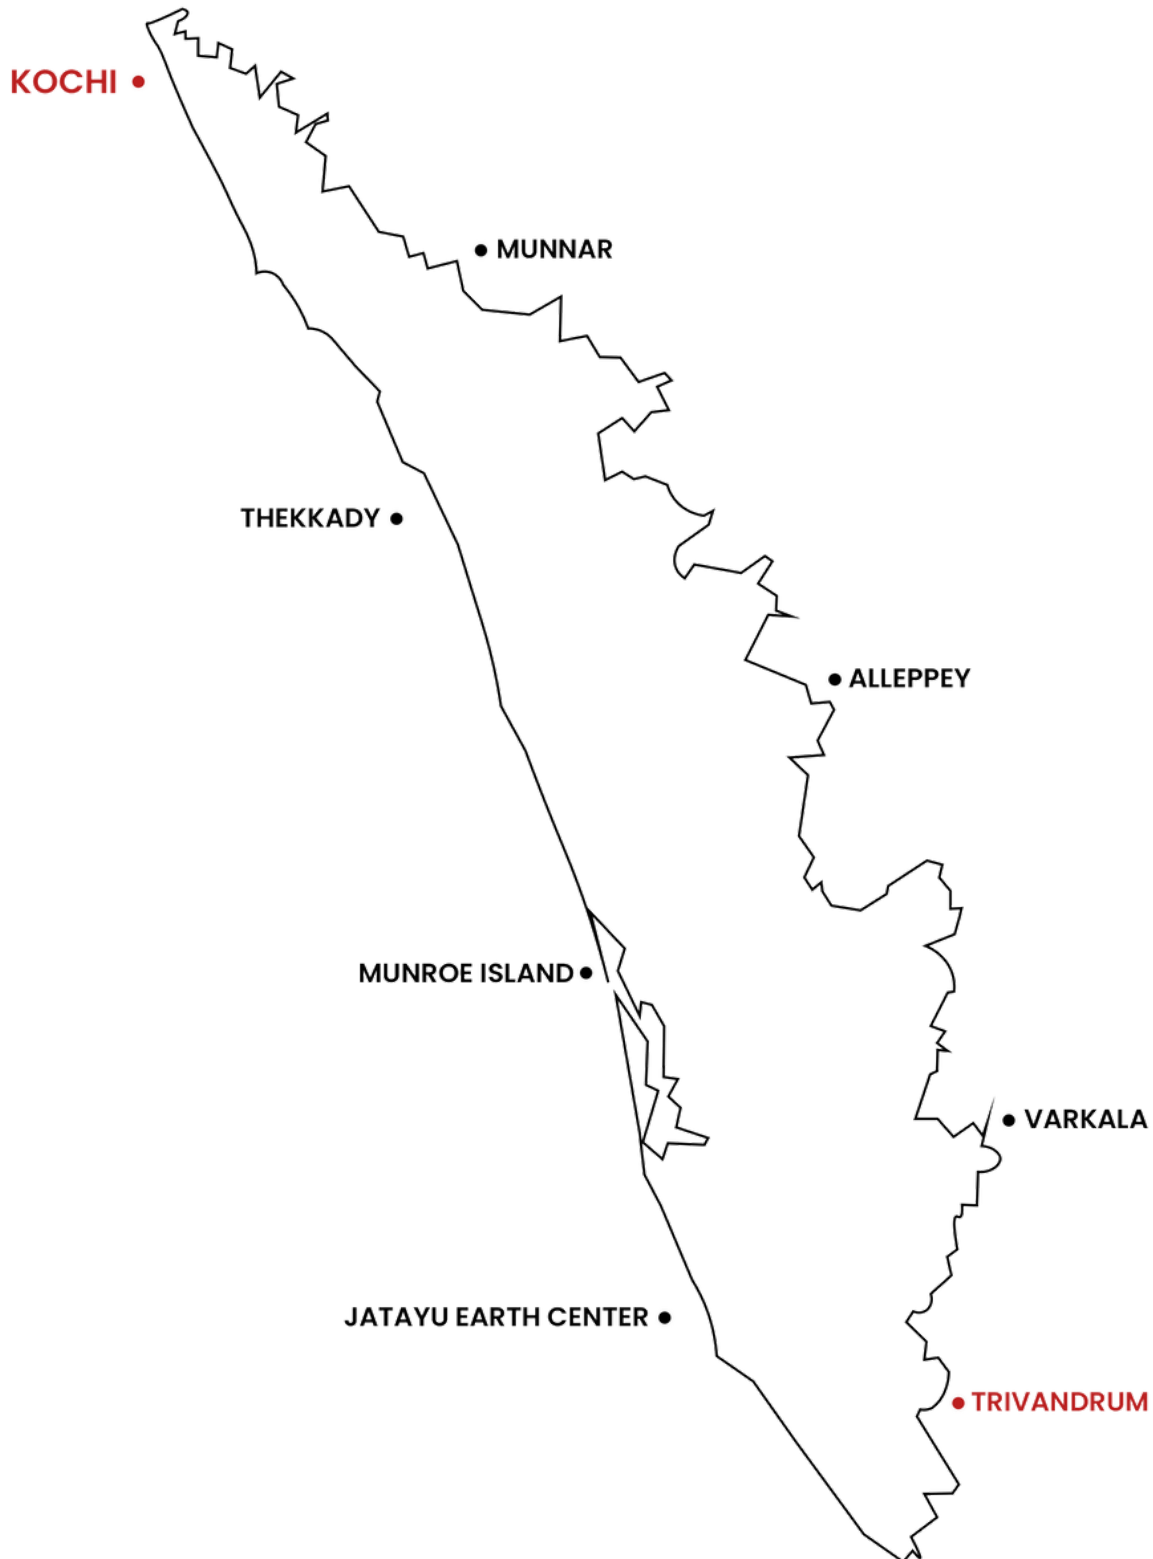 KOCHI
MUNNAR
THEKKADY
ALLEPPEY
MUNROE ISLAND
VARKALA
JATAYU EARTH CENTER
TRIVANDRUM